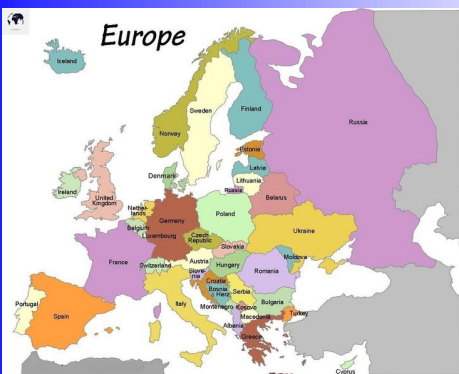 Europe
Iceland
Sweden
Finland
Russia
Norway
Estonia
Latvia
Denmark
Lithuania
Russia
Ireland
United
Kingdom
Nether-
lands
Belarus
Poland
Belgium
Germany
Luxembourg
Czech
Republic
Ukraine
Slovakia
France
Switzerland
Austria
Hungary
Moldova
Slove-
nia
Romania
Croatia
Bosnia
& Herz.
Serbia
Portugal
Spain
Italy
Montenegro
Kosovo
Bulgaria
Macedonia
Albania
Turkey
Greece
Cyprus